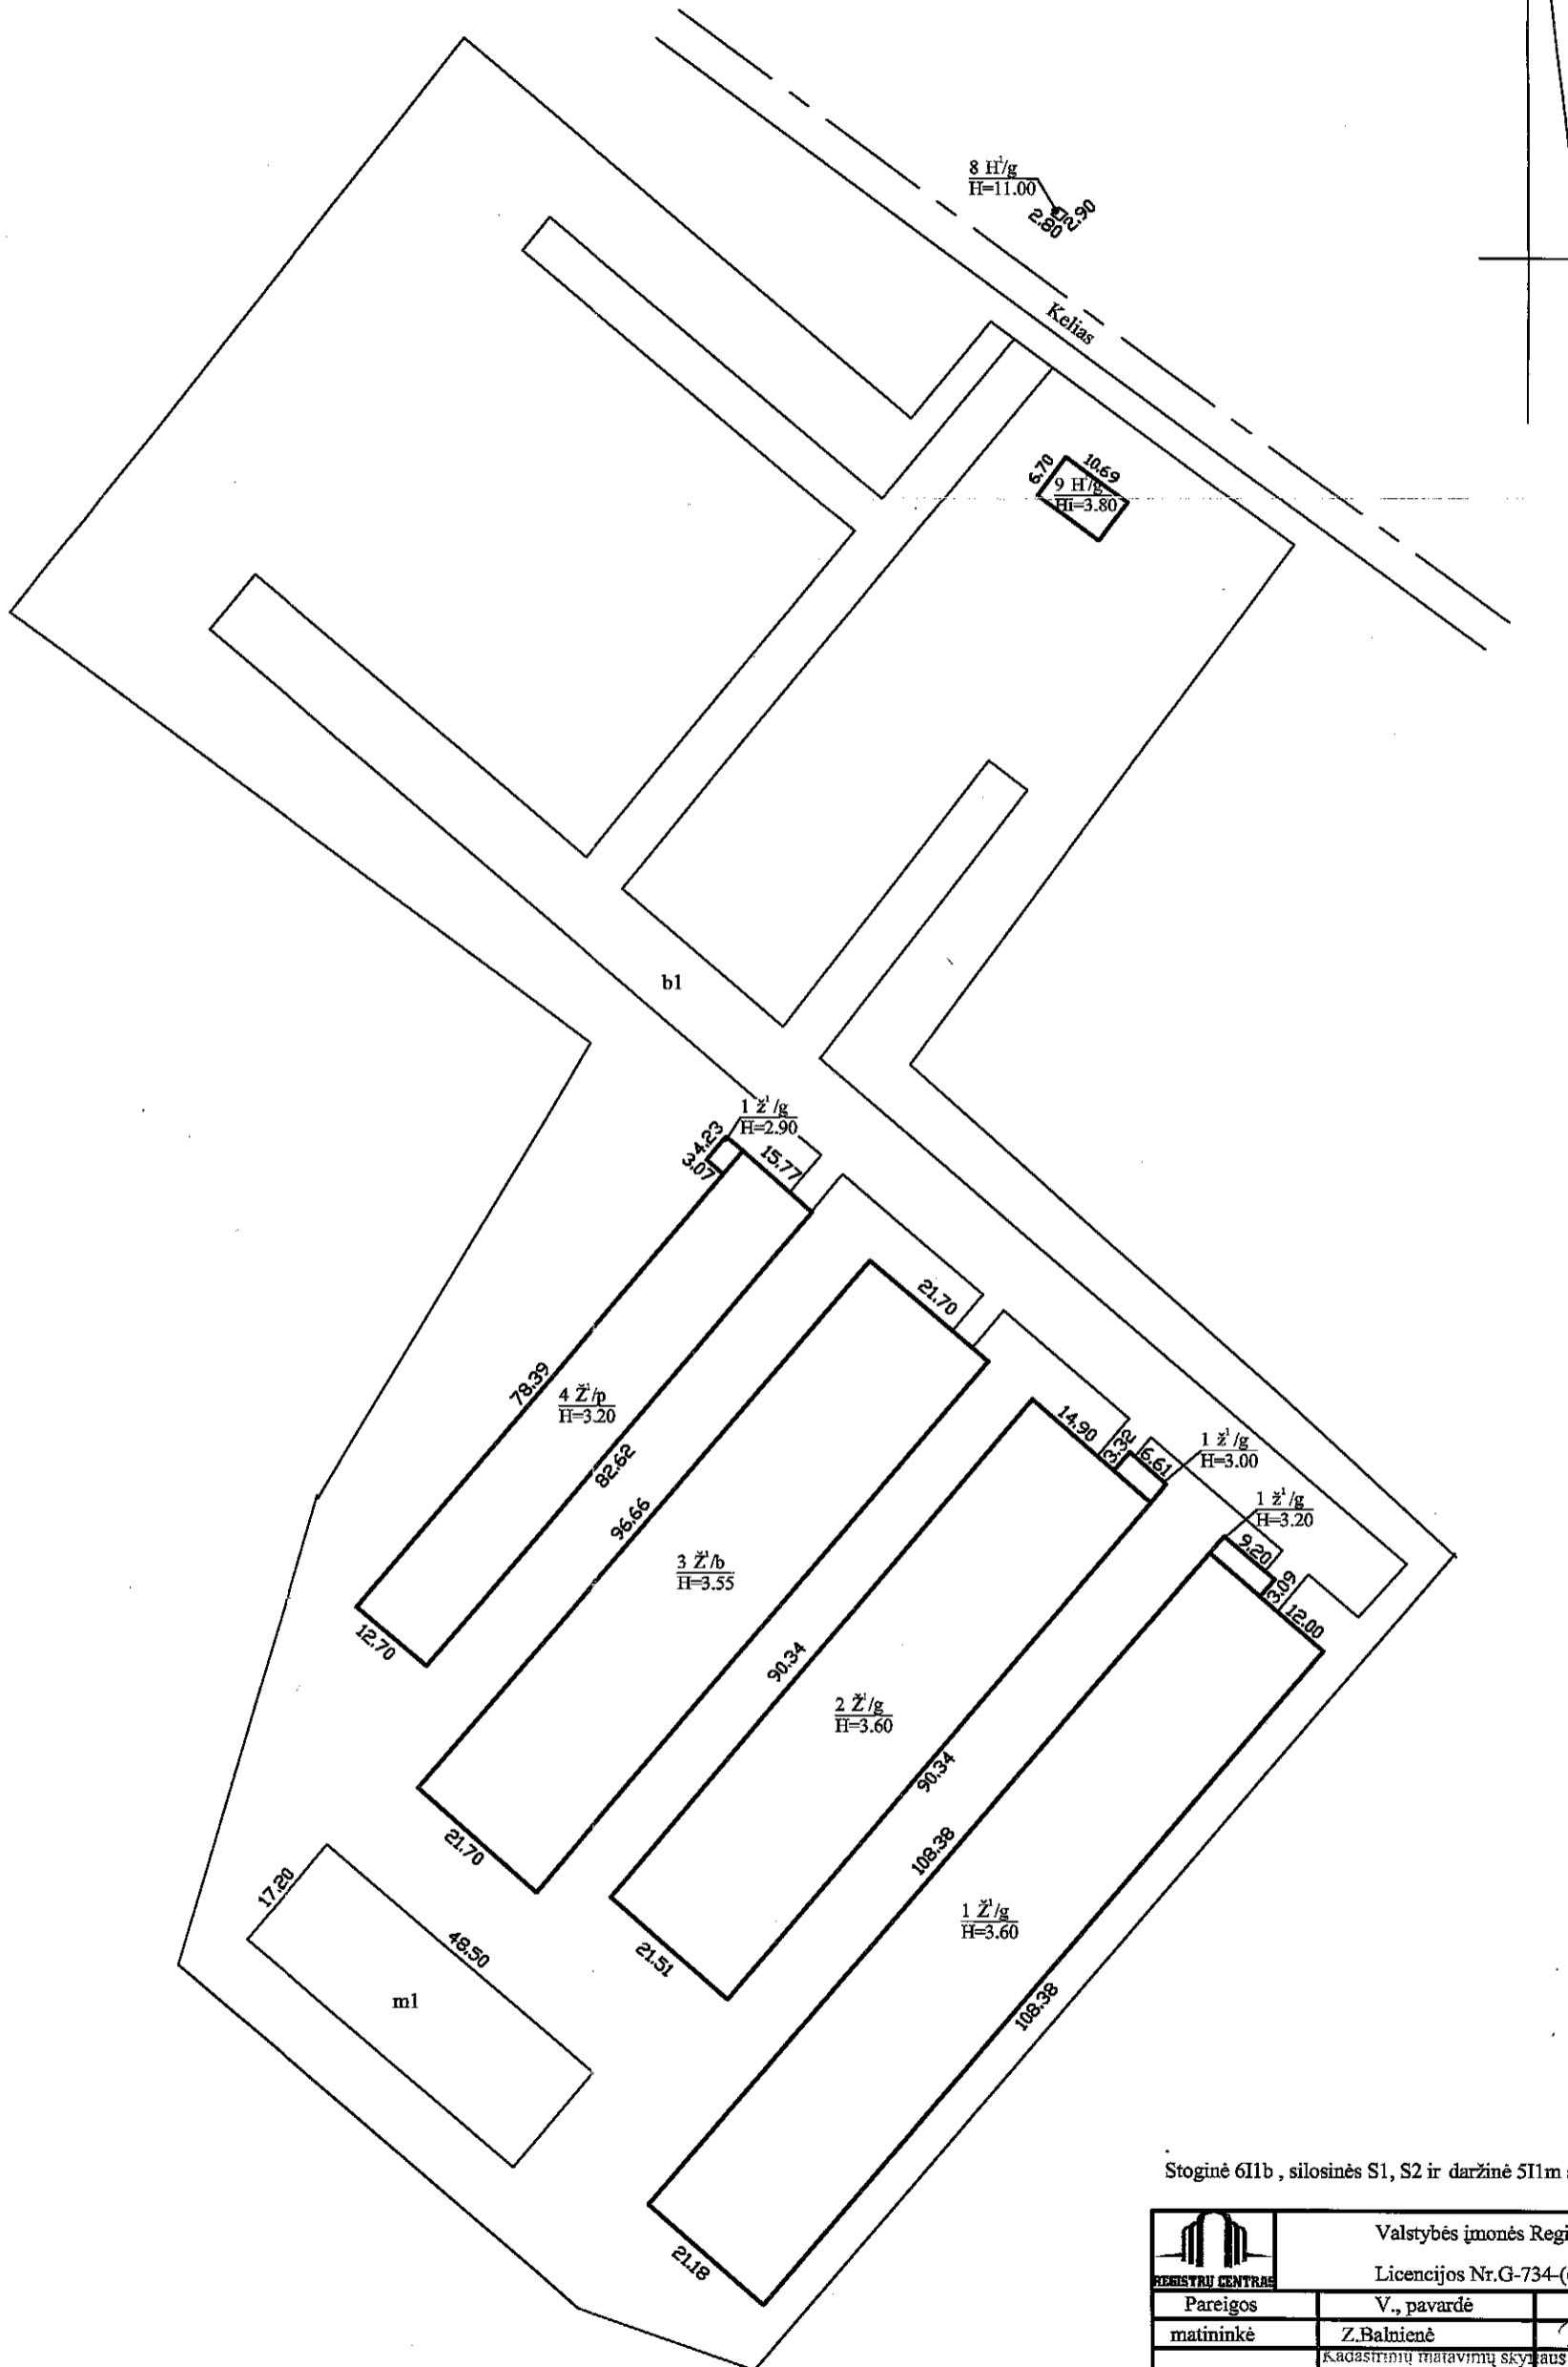 8 H¹/g
H=11.00
2.80
2.90
Kelias
6.70
10.69
9 H¹/g
H1=3.80
b1
1 ž¹/g
H=2.90
4.23
3.07
15.77
21.70
78.39
4 Ž¹/p
H=3.20
82.62
14.90
3.32
6.61
1 ž¹/g
H=3.00
1 ž¹/g
H=3.20
9.20
3.09
12.00
96.66
3 Ž¹/b
H=3.55
12.70
90.34
2 Ž¹/g
H=3.60
90.34
108.38
21.70
17.20
48.50
1 Ž¹/g
H=3.60
21.51
m1
108.38
21.18
Stoginė 6I1b , silosinės S1, S2 ir daržinė 5I1m
Valstybės įmonės Regi
Licencijos Nr.G-734-(
REGISTRŲ CENTRAS
Pareigos V., pavardė
matininkė Z.Balnienė
Kadastrinių matavimų skyriaus